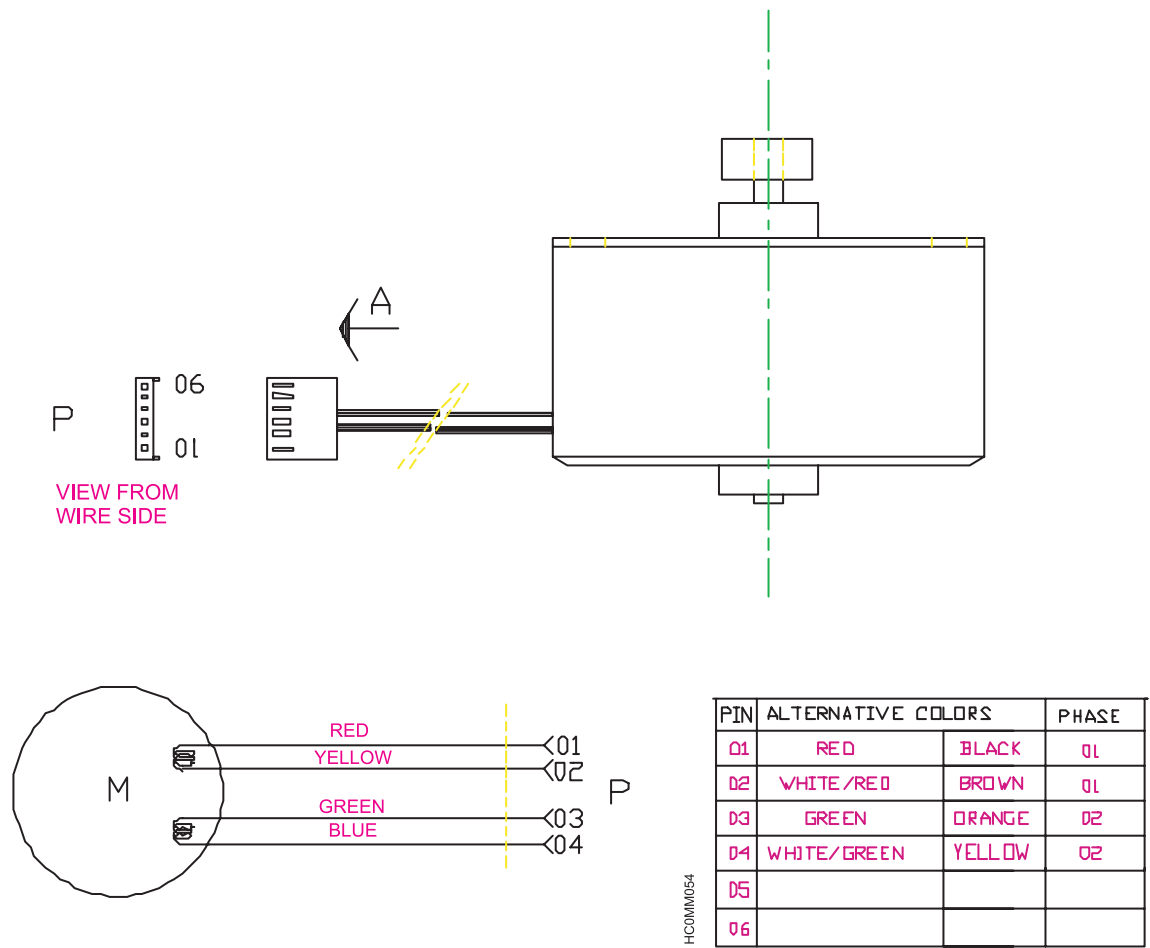 A
06
P
01
VIEW FROM
WIRE SIDE
RED
01
YELLOW
02
M
P
GREEN
03
BLUE
04
PIN ALTERNATIVE COLORS PHASE
01 RED BLACK 01
02 WHITE/RED BROWN 01
03 GREEN ORANGE 02
04 WHITE/GREEN YELLOW 02
05
06
HC0MM054